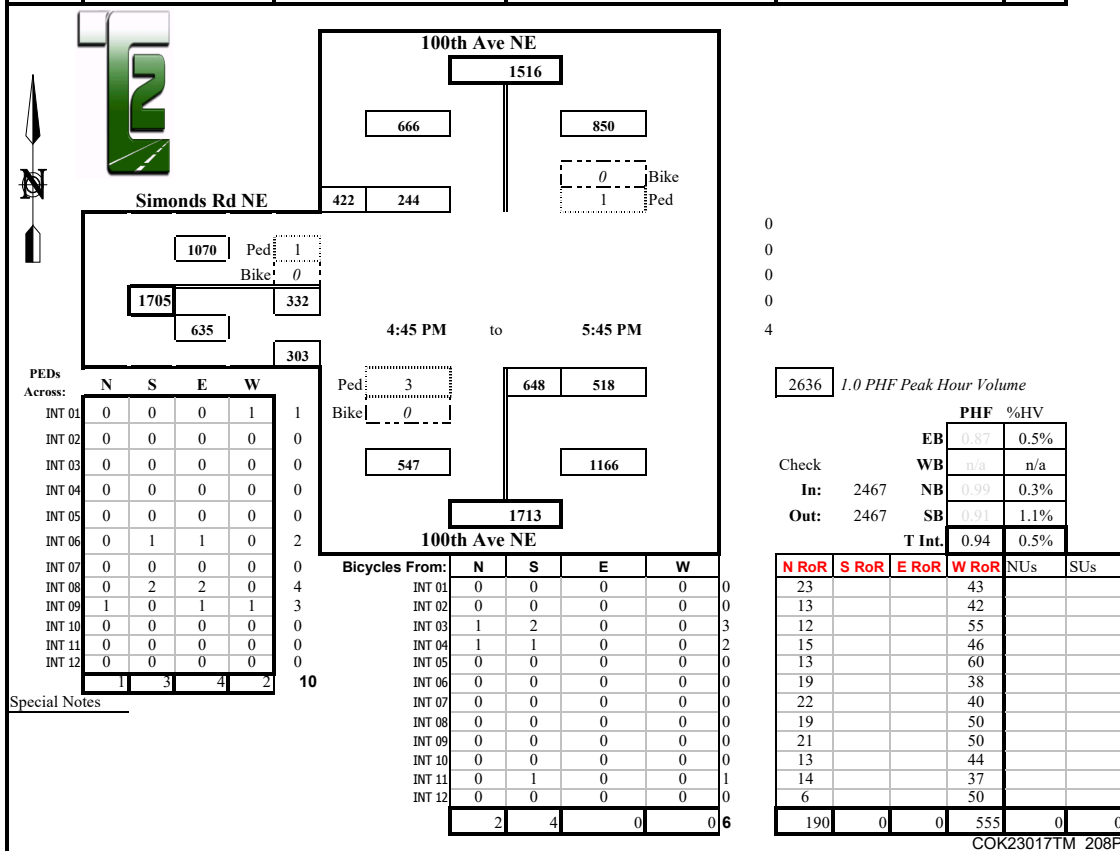 T2
100th Ave NE
1516
666 850
0 Bike
1 Ped
N
Simonds Rd NE
422 244
0
1070 Ped 1
0
Bike 0
0
1705 332
0
635
4:45 PM to 5:45 PM
4
303
PEDs Across: N S E W
Ped 3
648 518
2636 1.0 PHF Peak Hour Volume
INT 01 0 0 0 1 1
Bike 0
PHF %HV
INT 02 0 0 0 0 0
EB 0.87 0.5%
INT 03 0 0 0 0 0
547 1166
Check WB n/a n/a
INT 04 0 0 0 0 0
In: 2467 NB 0.99 0.3%
INT 05 0 0 0 0 0
1713
Out: 2467 SB 0.91 1.1%
INT 06 0 1 1 0 2
100th Ave NE
T Int. 0.94 0.5%
INT 07 0 0 0 0 0
INT 08 0 2 2 0 4
INT 09 1 0 1 1 3
INT 10 0 0 0 0 0
INT 11 0 0 0 0 0
INT 12 0 0 0 0 0
1 3 4 2 10
Special Notes
Bicycles From: N S E W
INT 01 0 0 0 0 0
INT 02 0 0 0 0 0
INT 03 1 2 0 0 3
INT 04 1 1 0 0 2
INT 05 0 0 0 0 0
INT 06 0 0 0 0 0
INT 07 0 0 0 0 0
INT 08 0 0 0 0 0
INT 09 0 0 0 0 0
INT 10 0 0 0 0 0
INT 11 0 1 0 0 1
INT 12 0 0 0 0 0
2 4 0 0 6
N RoR S RoR E RoR W RoR NUs SUs
23 43
13 42
12 55
15 46
13 60
19 38
22 40
19 50
21 50
13 44
14 37
6 50
190 0 0 555 0 0
COK23017TM_208P